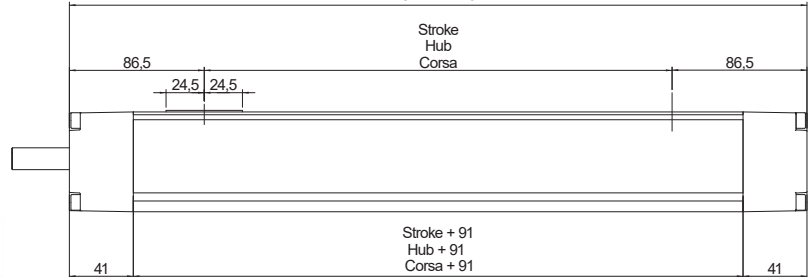 Stroke
Hub
Corsa
86,5
86,5
24,5 24,5
Stroke + 91
Hub + 91
Corsa + 91
41
41